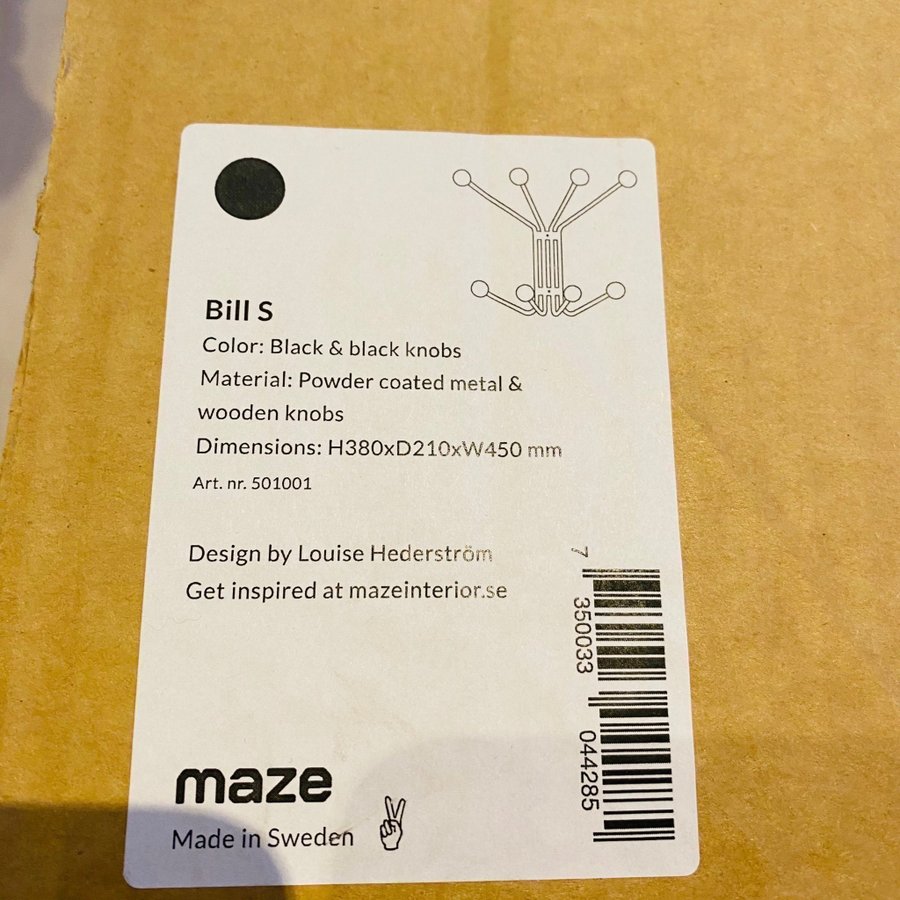 Bill S
Color: Black & black knobs
Material: Powder coated metal &
wooden knobs
Dimensions: H380xD210xW450 mm
Art. nr. 501001
Design by Louise Hederström
Get inspired at mazeinterior.se
7 350033 044285
maze
Made in Sweden